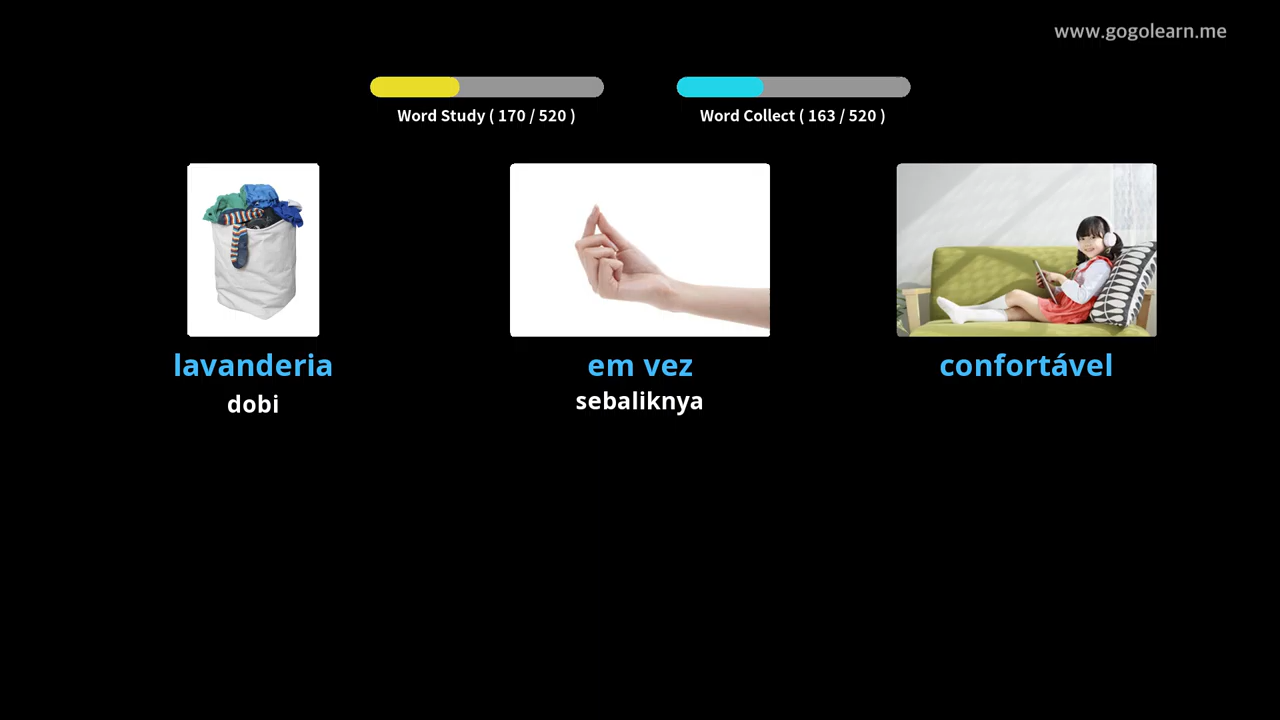 www.gogolearn.me
Word Study ( 170 / 520 )
Word Collect ( 163 / 520 )
lavanderia
dobi
em vez
sebaliknya
confortável